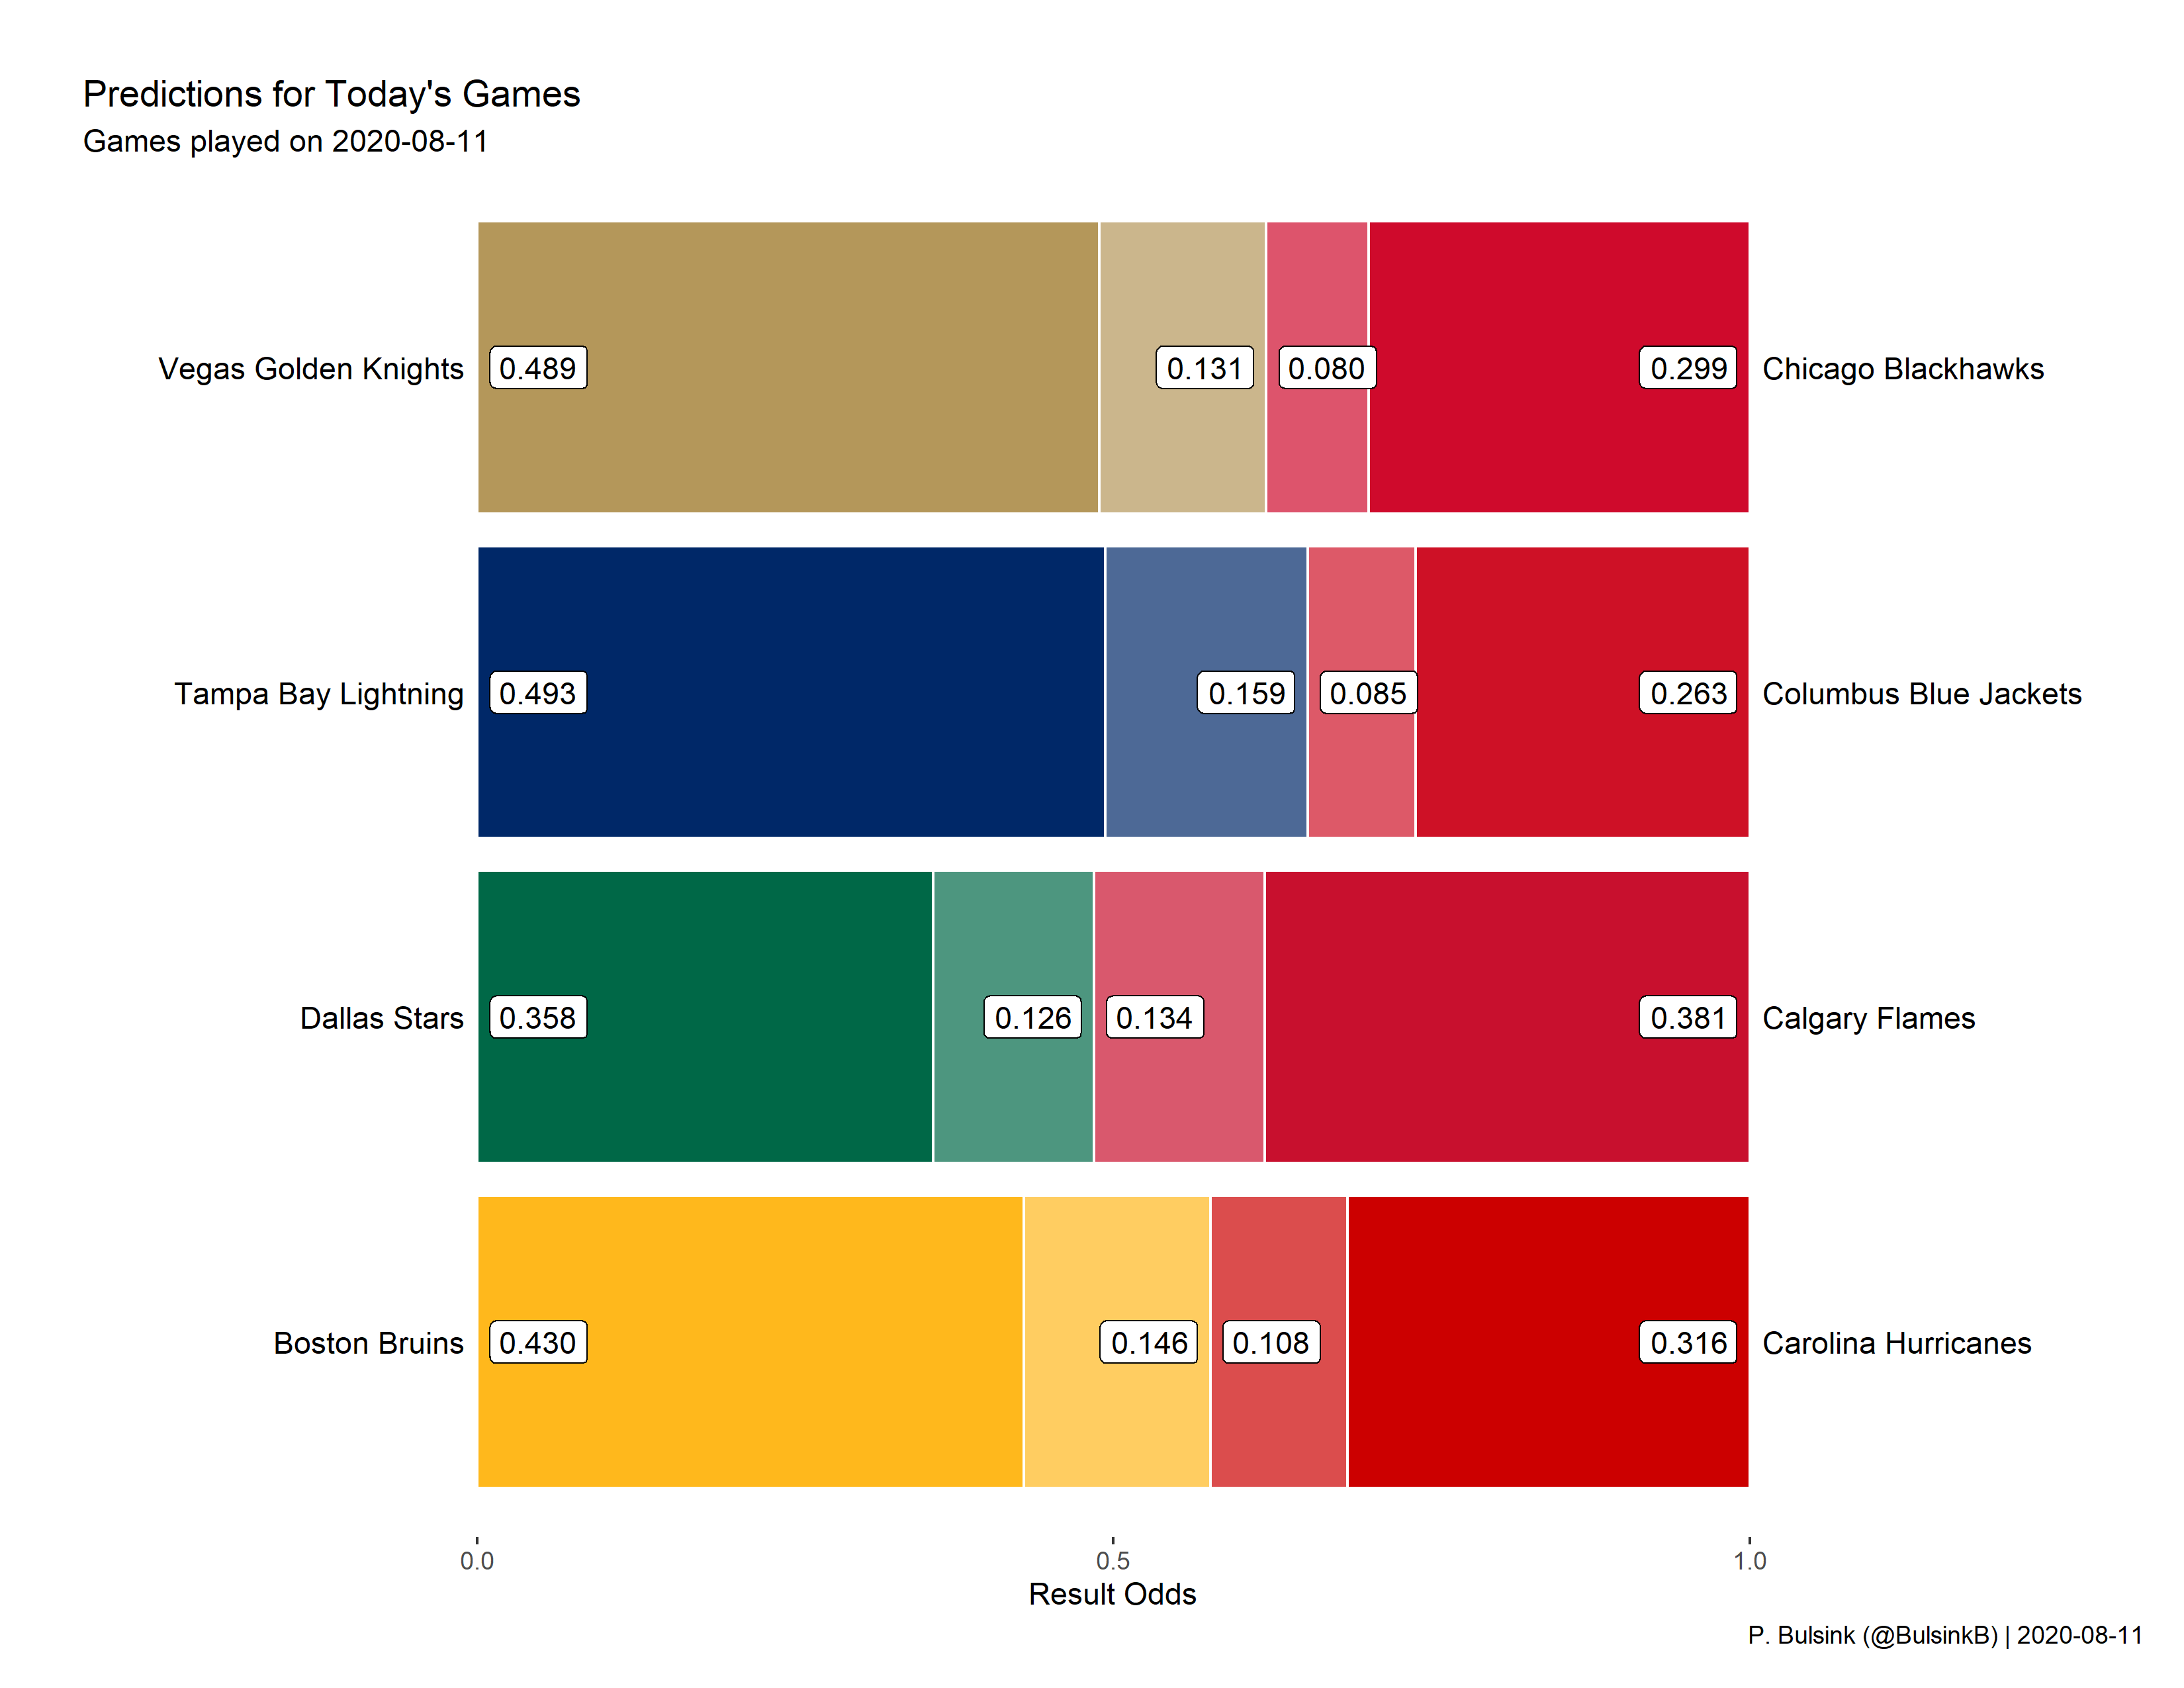 Predictions for Today's Games
Games played on 2020-08-11
Vegas Golden Knights 0.489 0.131 0.080 0.299 Chicago Blackhawks
Tampa Bay Lightning 0.493 0.159 0.085 0.263 Columbus Blue Jackets
Dallas Stars 0.358 0.126 0.134 0.381 Calgary Flames
Boston Bruins 0.430 0.146 0.108 0.316 Carolina Hurricanes
0.0 0.5 1.0
Result Odds
P. Bulsink (@BulsinkB) | 2020-08-11